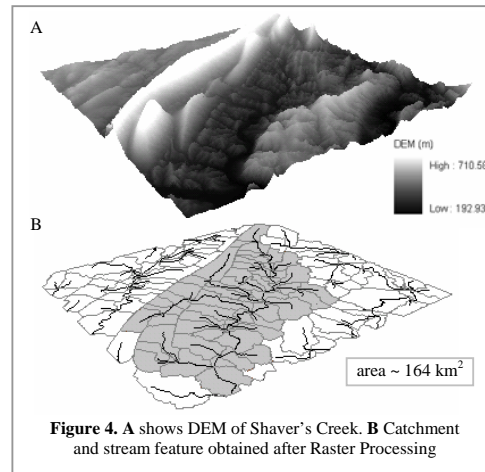 A
DEM (m)
High : 710.58
Low : 192.93
B
area ~ 164 km²
Figure 4. A shows DEM of Shaver's Creek. B Catchment
and stream feature obtained after Raster Processing